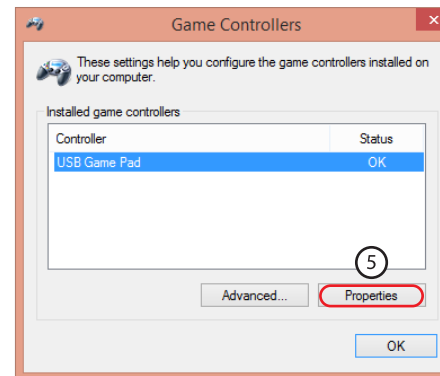 Game Controllers
These settings help you configure the game controllers installed on
your computer.
Installed game controllers
Controller Status
USB Game Pad OK
5
Advanced... Properties
OK